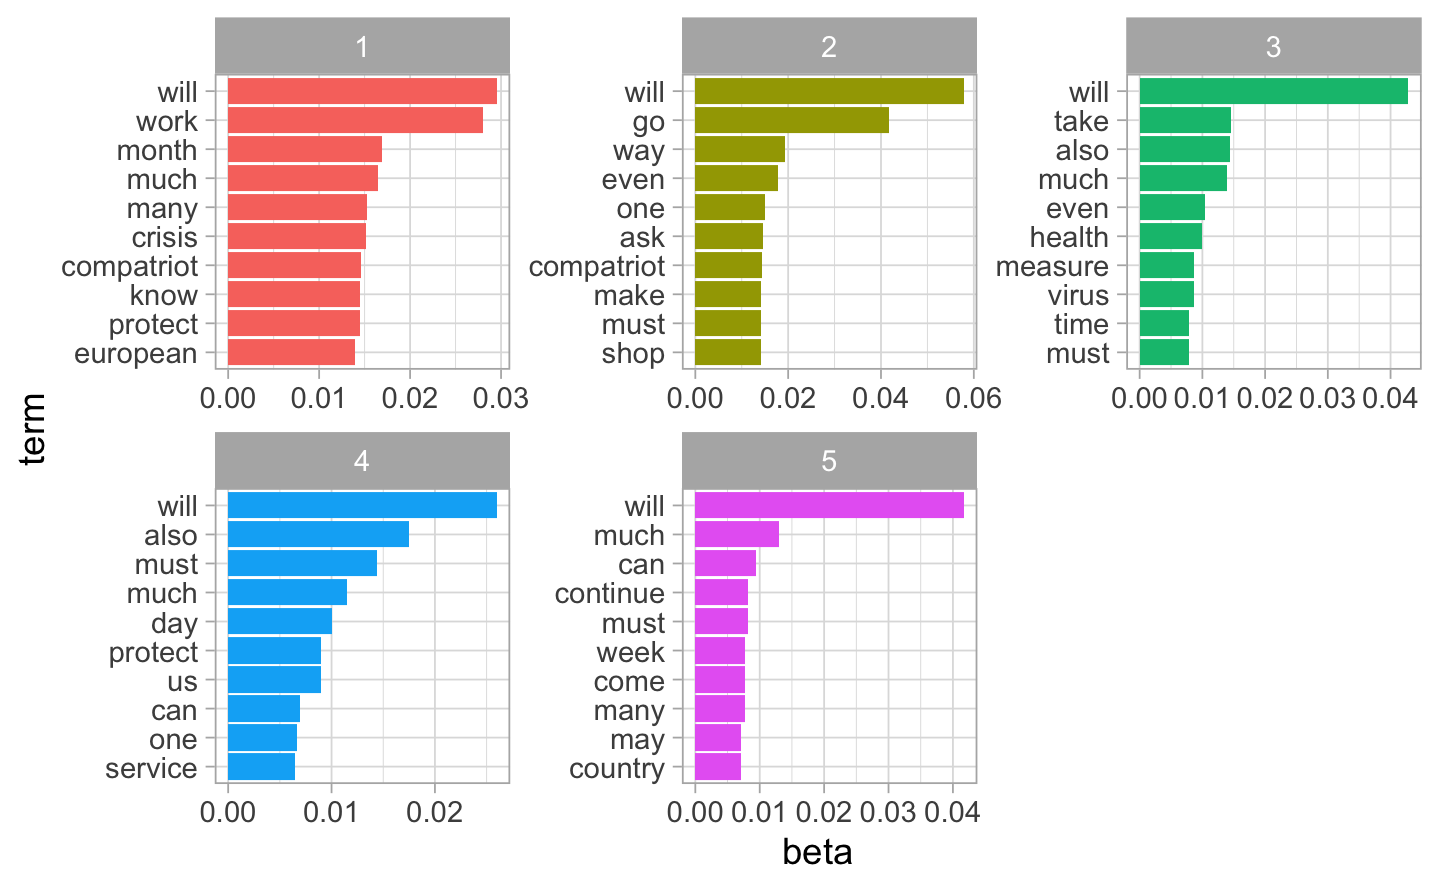 1
will
work
month
much
many
crisis
compatriot
know
protect
european
0.00 0.01 0.02 0.03
2
will
go
way
even
one
ask
compatriot
make
must
shop
0.00 0.02 0.04 0.06
3
will
take
also
much
even
health
measure
virus
time
must
0.00 0.01 0.02 0.03 0.04
term
4
will
also
must
much
day
protect
us
can
one
service
0.00 0.01 0.02
5
will
much
can
continue
must
week
come
many
may
country
0.00 0.01 0.02 0.03 0.04
beta